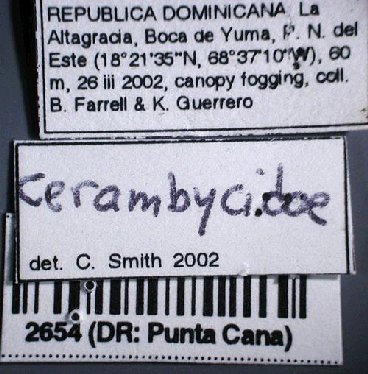 REPUBLICA DOMINICANA, La
Altagracia, Boca de Yuma, P. N. del
Este (18°21'35"N, 68°37'10"W), 60
m, 26 iii 2002, canopy fogging, coll.
B. Farrell & K. Guerrero
cerambycidae
det. C. Smith 2002
2654 (DR: Punta Cana)